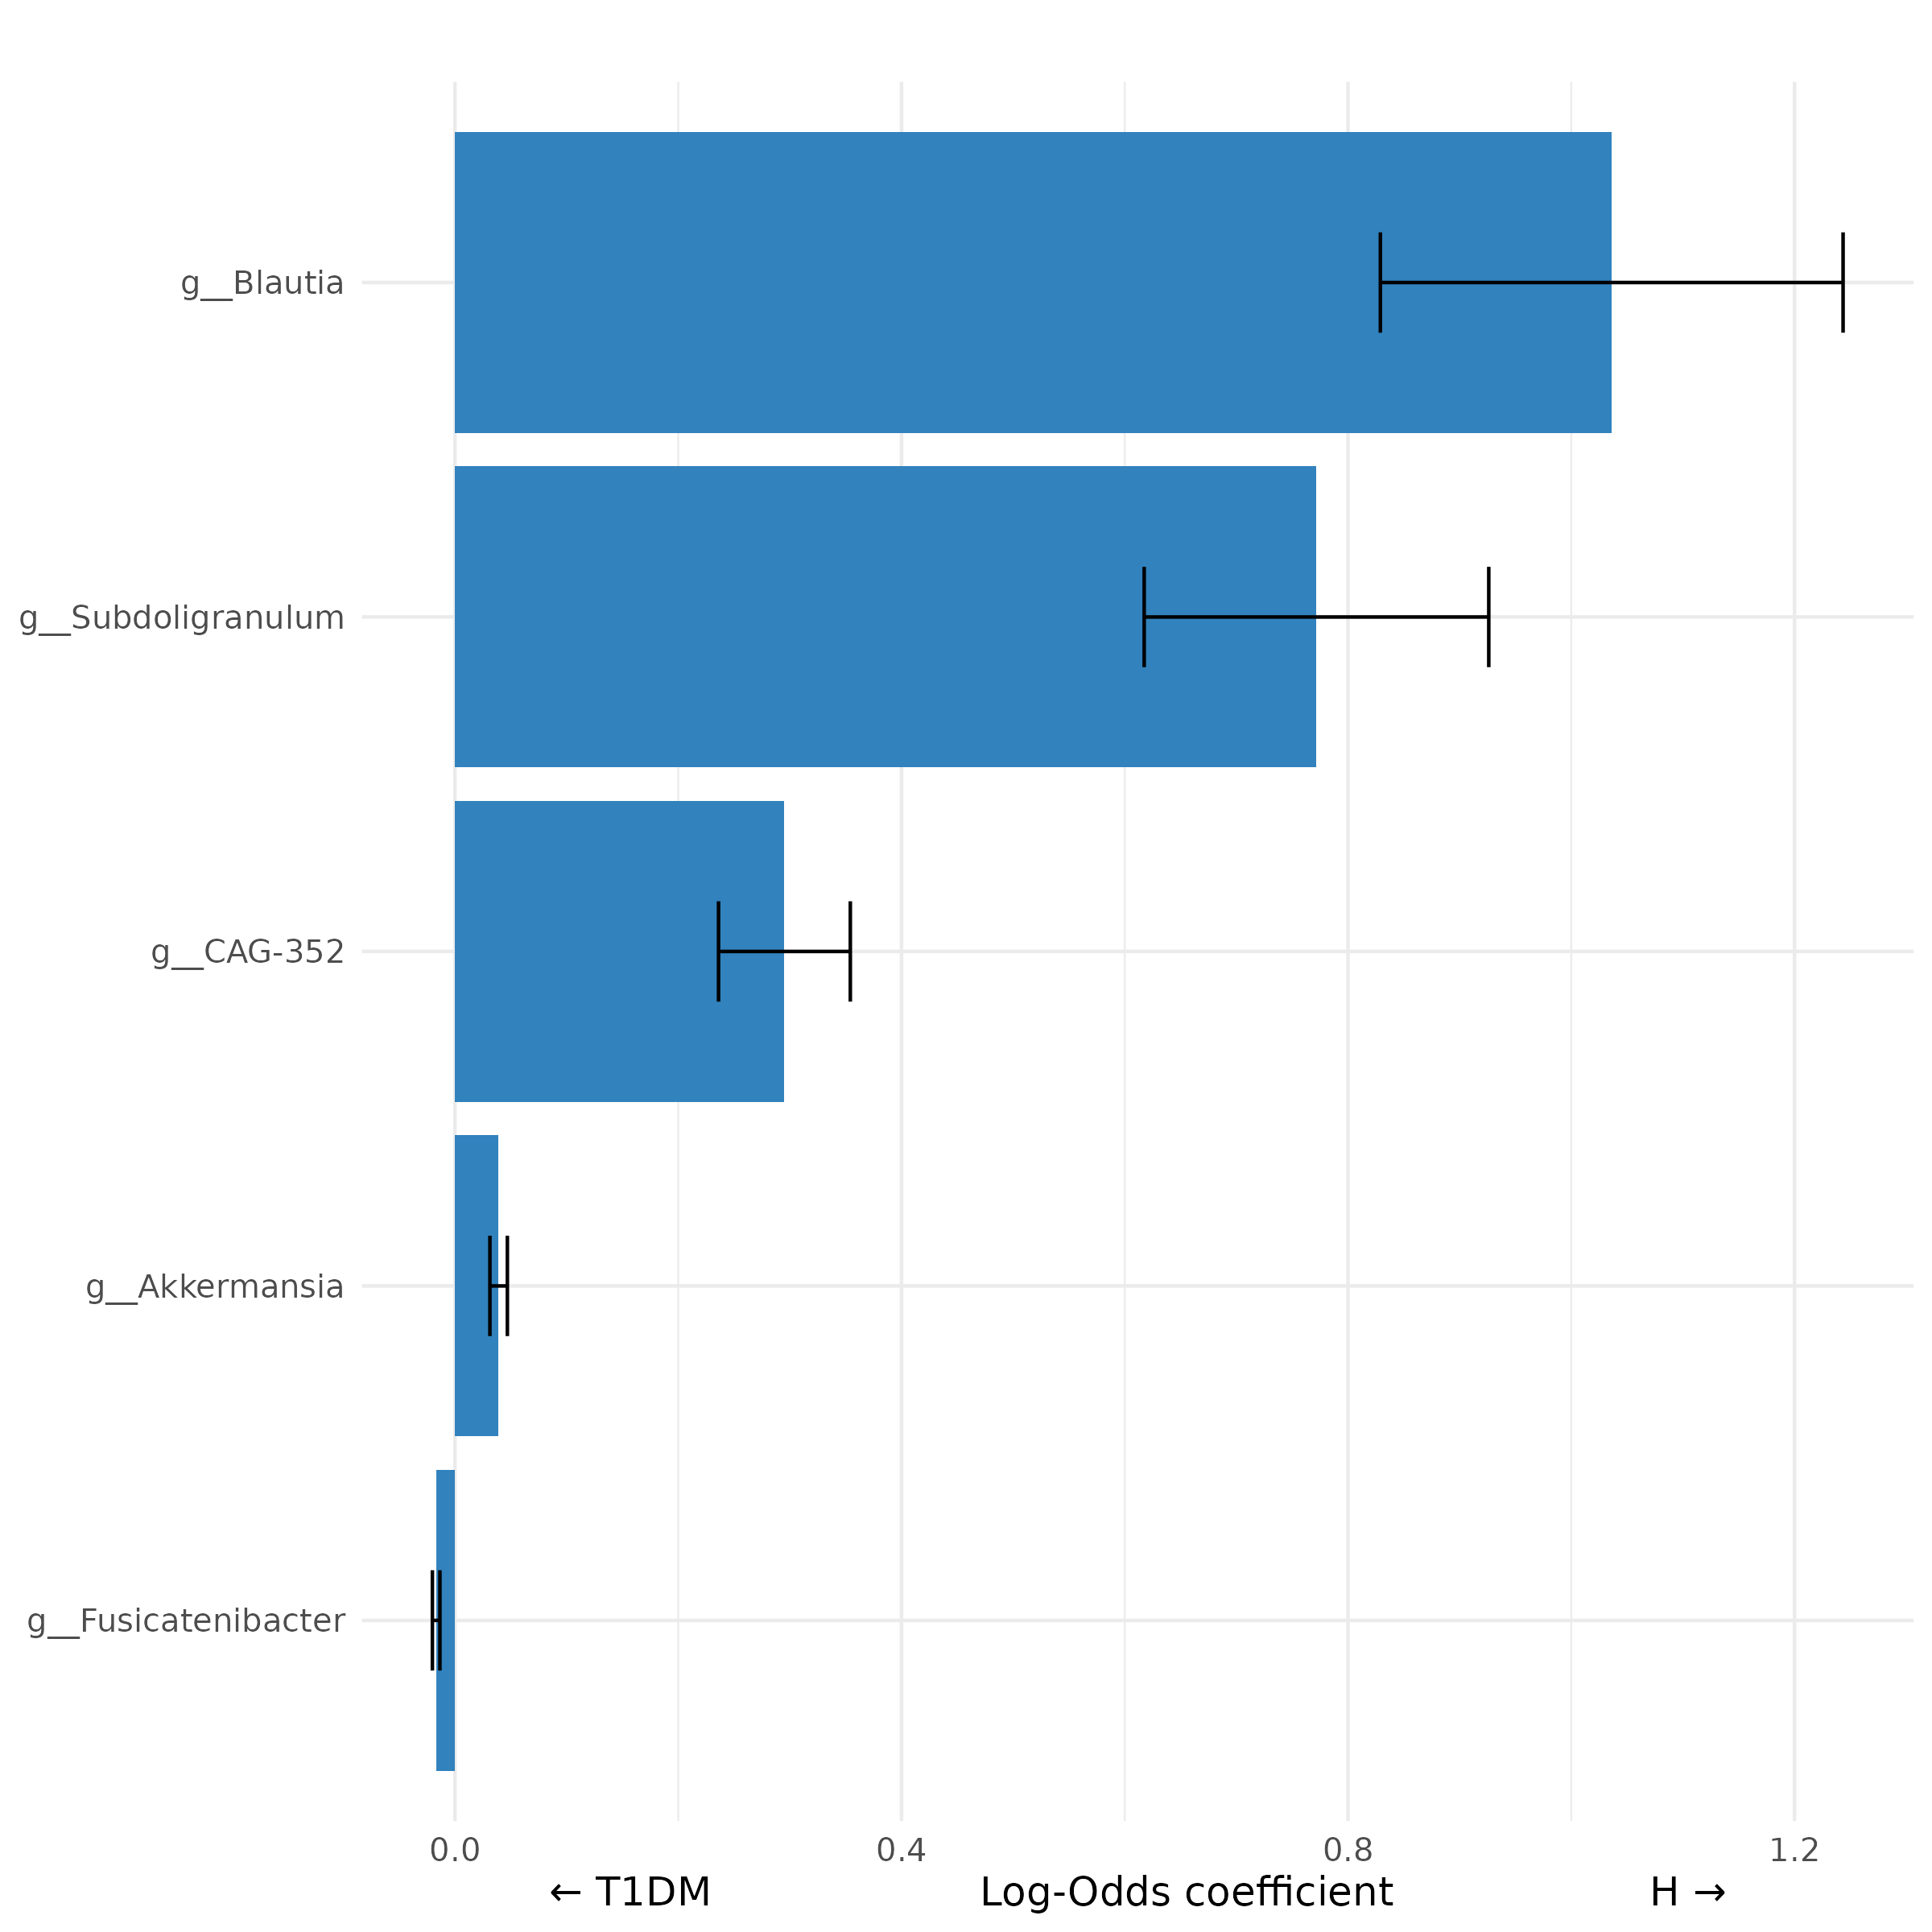 g__Blautia
g__Subdoligranulum
g__CAG-352
g__Akkermansia
g__Fusicatenibacter
0.0 0.4 0.8 1.2
← T1DM Log-Odds coefficient H →